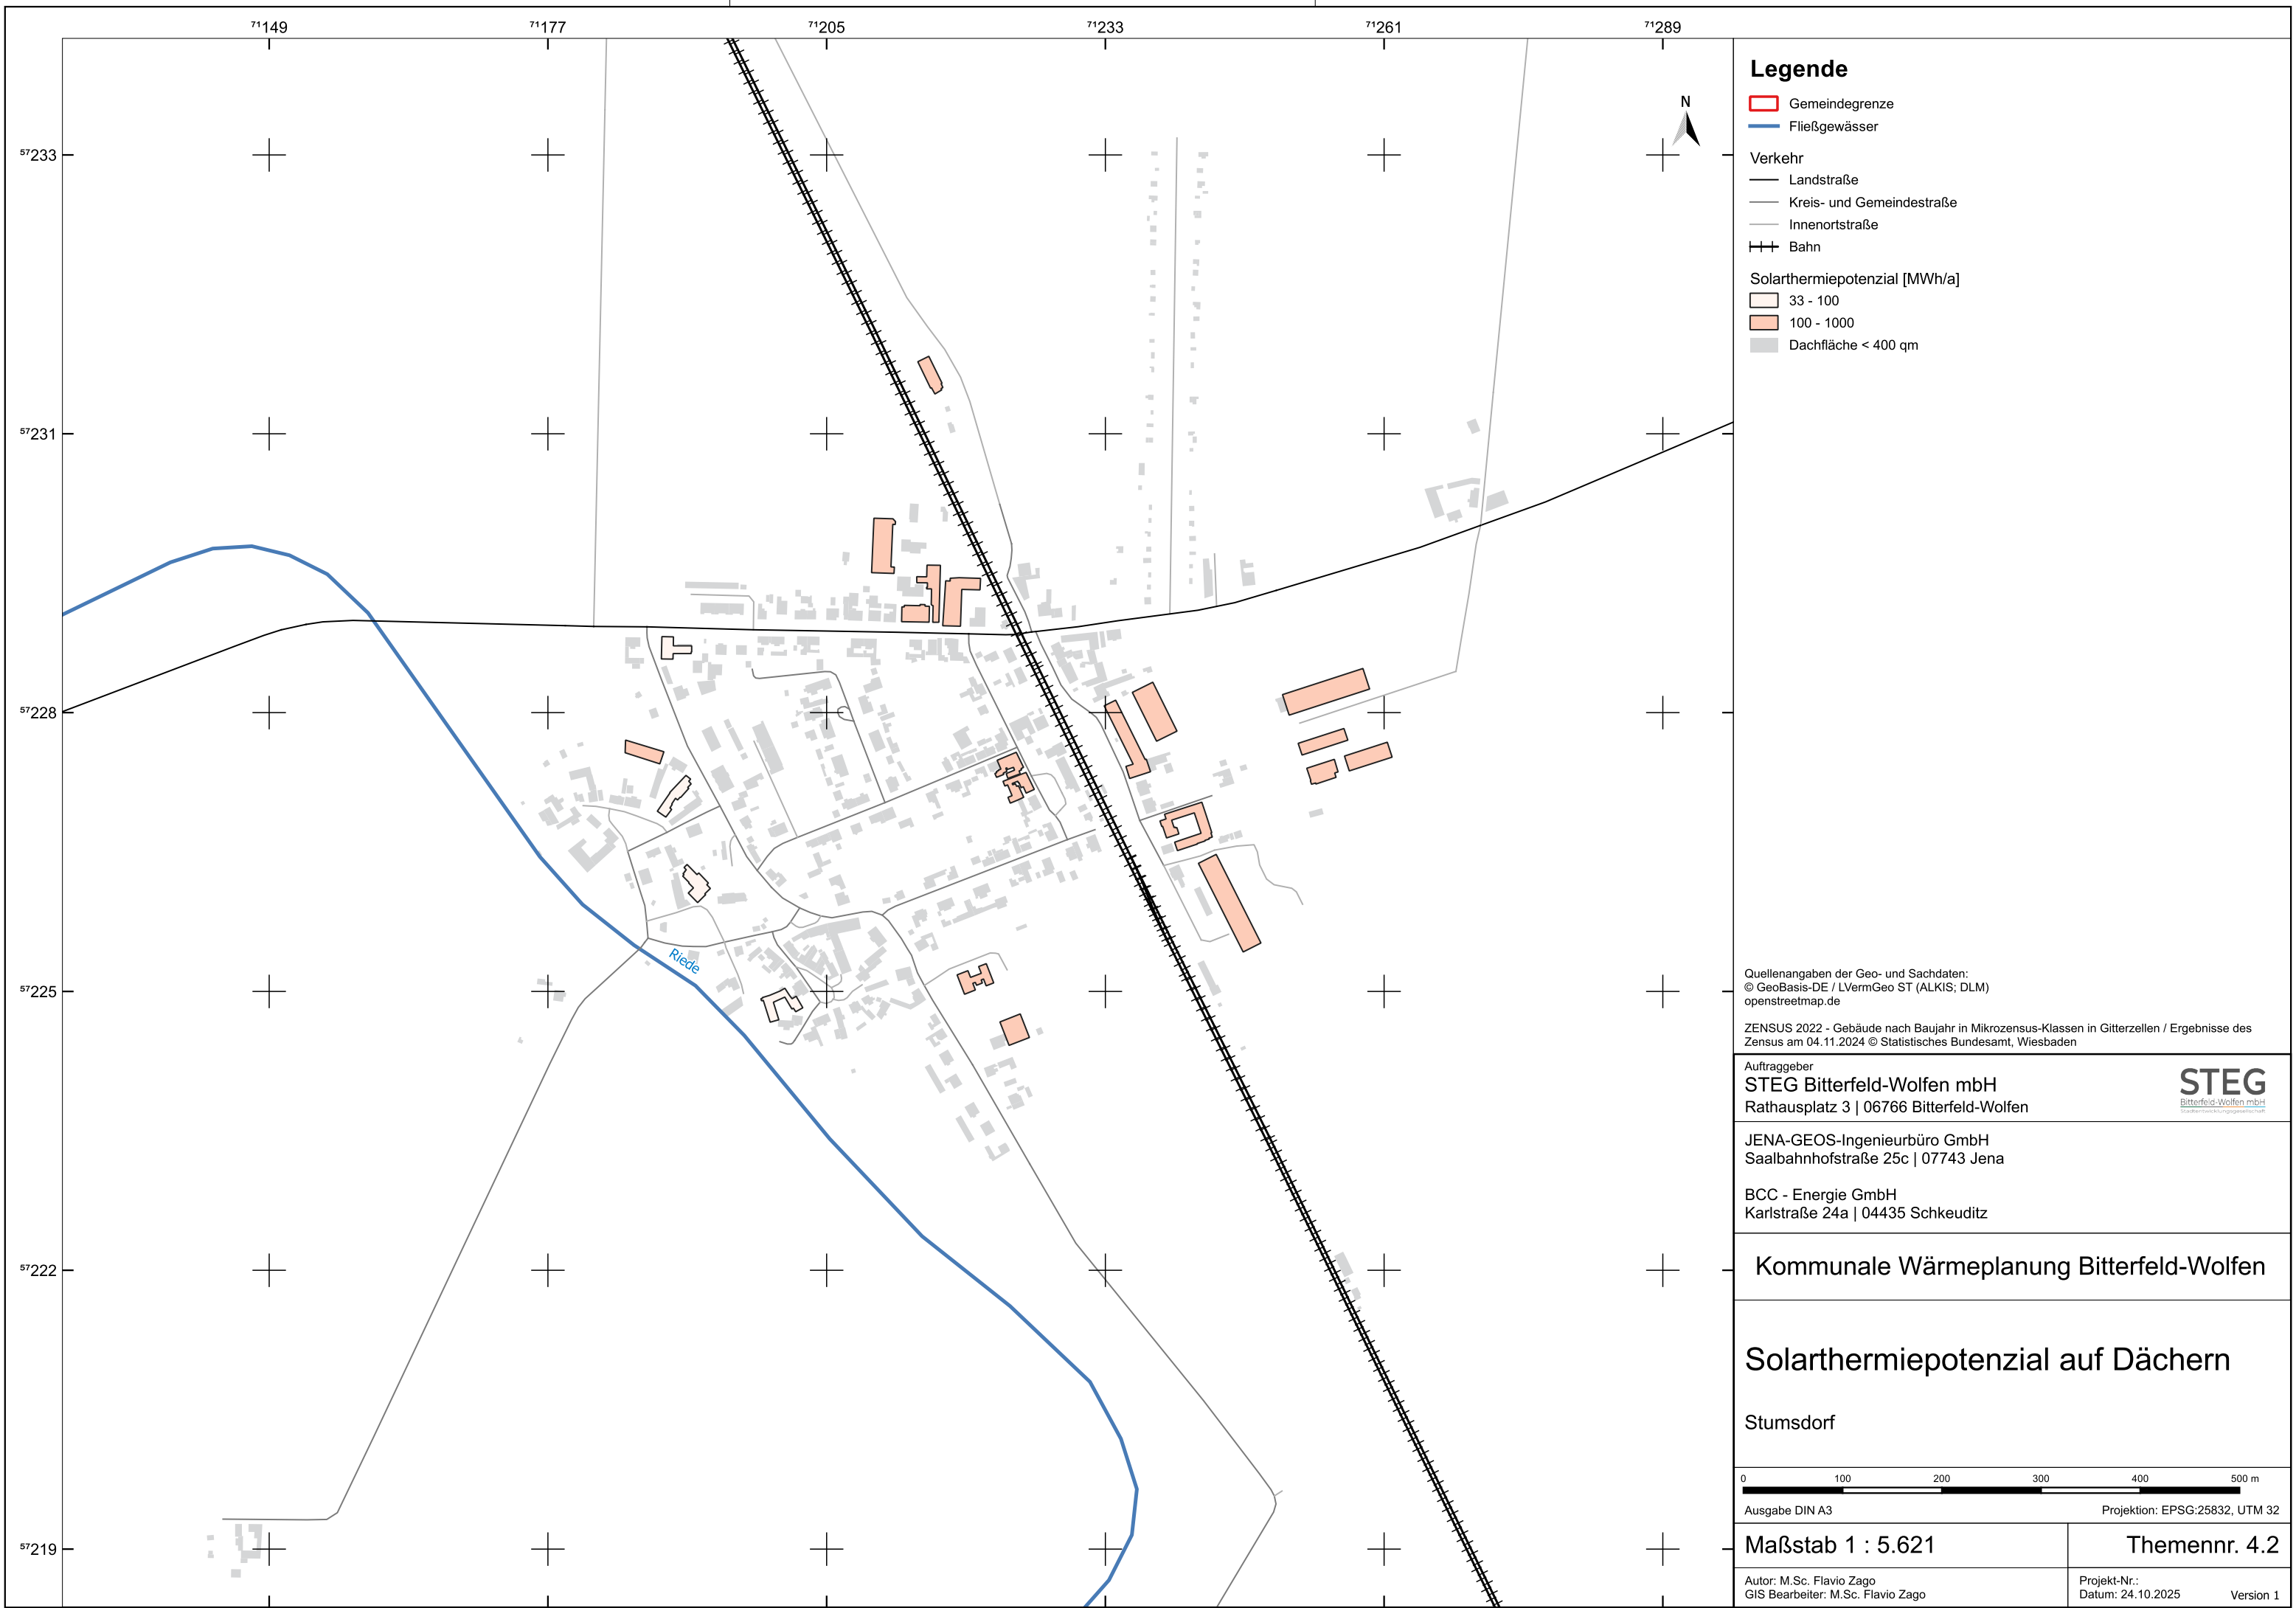 71149 71177 71205 71233 71261 71289
57233
57231
57228
57225
57222
57219
N
Riede
Legende
Gemeindegrenze
Fließgewässer
Verkehr
Landstraße
Kreis- und Gemeindestraße
Innenortstraße
Bahn
Solarthermiepotenzial [MWh/a]
33 - 100
100 - 1000
Dachfläche < 400 qm
Quellenangaben der Geo- und Sachdaten:
© GeoBasis-DE / LVermGeo ST (ALKIS; DLM)
openstreetmap.de
ZENSUS 2022 - Gebäude nach Baujahr in Mikrozensus-Klassen in Gitterzellen / Ergebnisse des
Zensus am 04.11.2024 © Statistisches Bundesamt, Wiesbaden
Auftraggeber
STEG Bitterfeld-Wolfen mbH
Rathausplatz 3 | 06766 Bitterfeld-Wolfen
STEG
Bitterfeld-Wolfen mbH
Stadtentwicklungsgesellschaft
JENA-GEOS-Ingenieurbüro GmbH
Saalbahnhofstraße 25c | 07743 Jena
BCC - Energie GmbH
Karlstraße 24a | 04435 Schkeuditz
Kommunale Wärmeplanung Bitterfeld-Wolfen
Solarthermiepotenzial auf Dächern
Stumsdorf
0 100 200 300 400 500 m
Ausgabe DIN A3 Projektion: EPSG:25832, UTM 32
Maßstab 1 : 5.621 Themennr. 4.2
Autor: M.Sc. Flavio Zago Projekt-Nr.:
GIS Bearbeiter: M.Sc. Flavio Zago Datum: 24.10.2025 Version 1